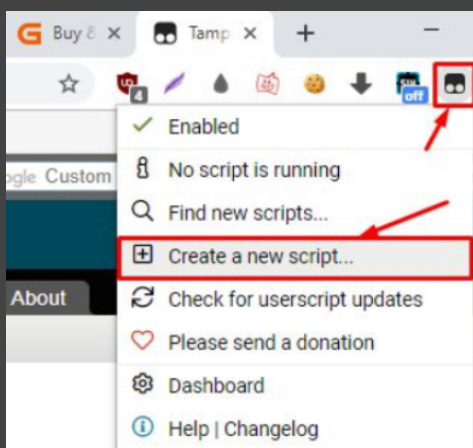 Buy &
Tamp
4
off
Enabled
No script is running
ogle Custom
Find new scripts...
Create a new script...
About
Check for userscript updates
Please send a donation
Dashboard
Help | Changelog